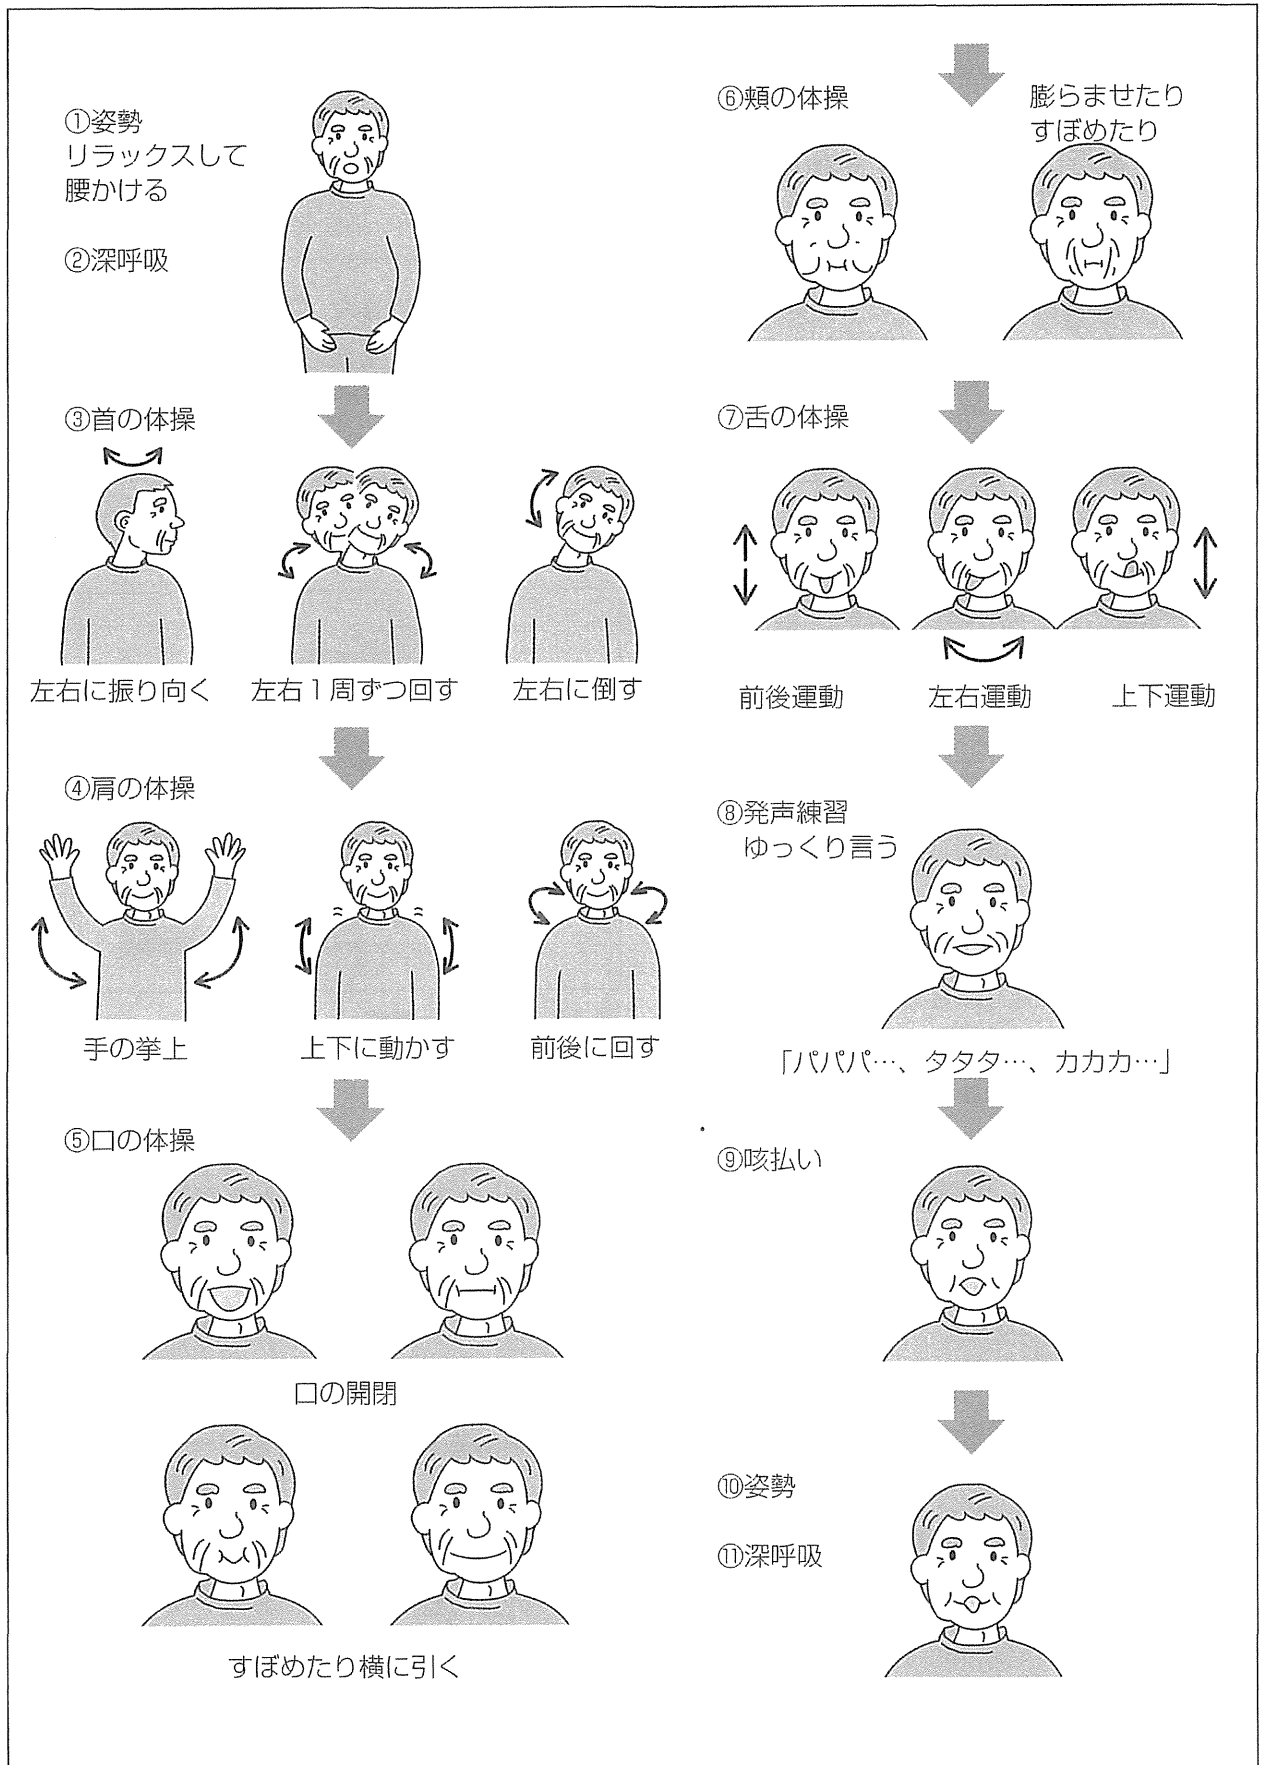 ①姿勢
リラックスして
腰かける
②深呼吸
③首の体操
左右に振り向く
左右1周ずつ回す
左右に倒す
④肩の体操
手の挙上
上下に動かす
前後に回す
⑤口の体操
口の開閉
すぼめたり横に引く
⑥頬の体操
膨らませたり
すぼめたり
⑦舌の体操
前後運動
左右運動
上下運動
⑧発声練習
ゆっくり言う
「パパパ…、タタタ…、カカカ…」
⑨咳払い
⑩姿勢
⑪深呼吸